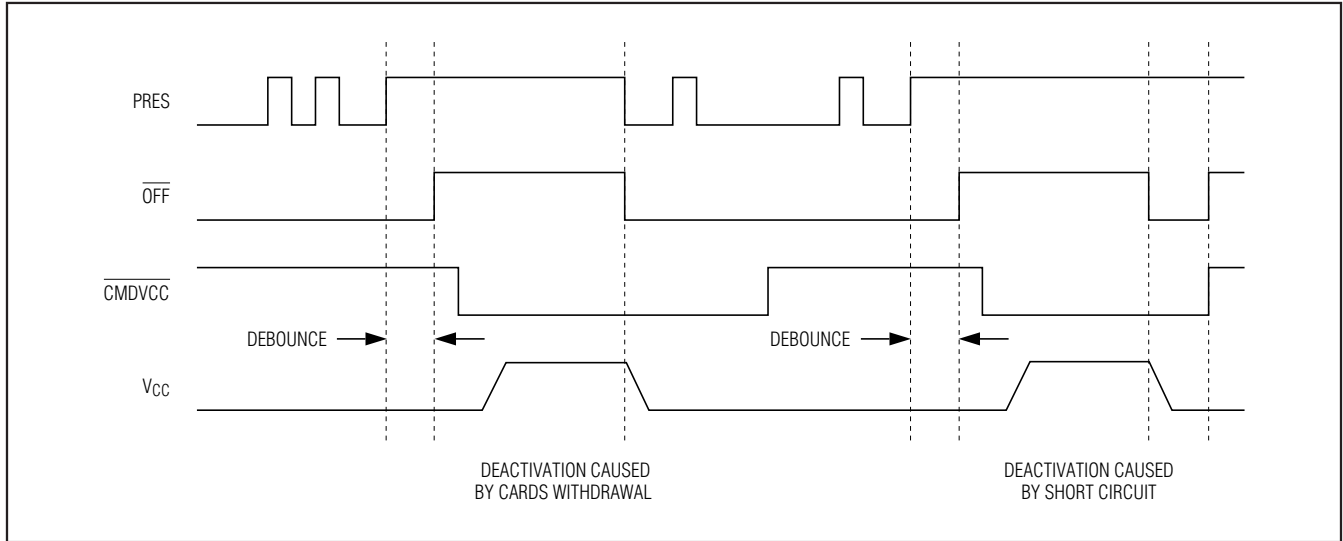 PRES
OFF
CMDVCC
DEBOUNCE
DEBOUNCE
VCC
DEACTIVATION CAUSED
BY CARDS WITHDRAWAL
DEACTIVATION CAUSED
BY SHORT CIRCUIT